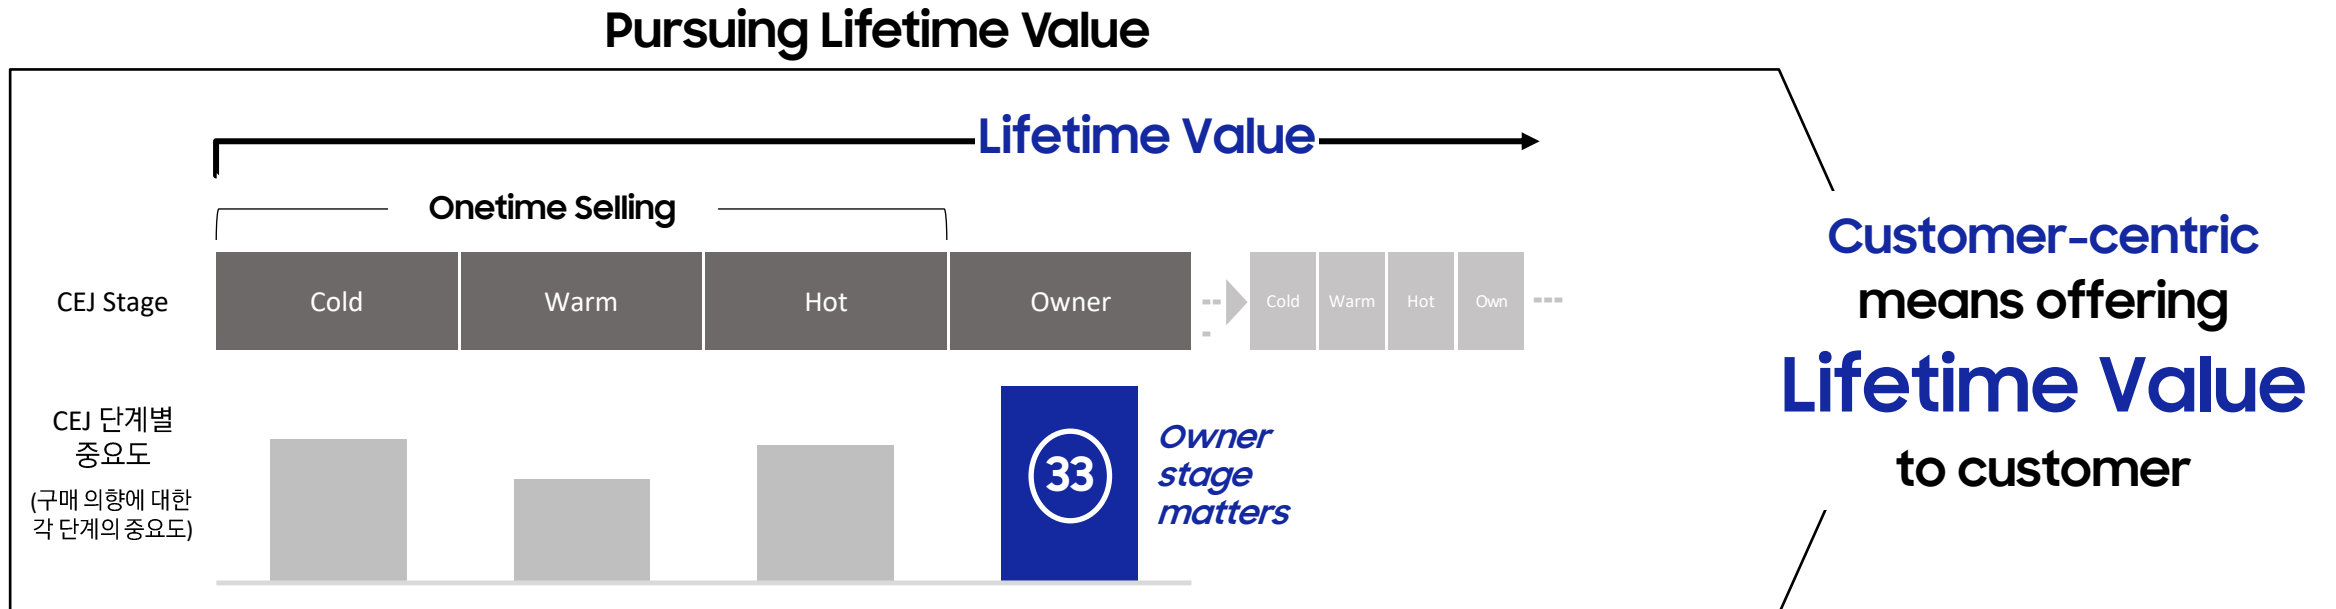 Pursuing Lifetime Value
Lifetime Value
Onetime Selling
CEJ Stage
Cold
Warm
Hot
Owner
Cold
Warm
Hot
Own
CEJ 단계별
중요도
(구매 의향에 대한
각 단계의 중요도)
33
Owner
stage
matters
Customer-centric
means offering
Lifetime Value
to customer